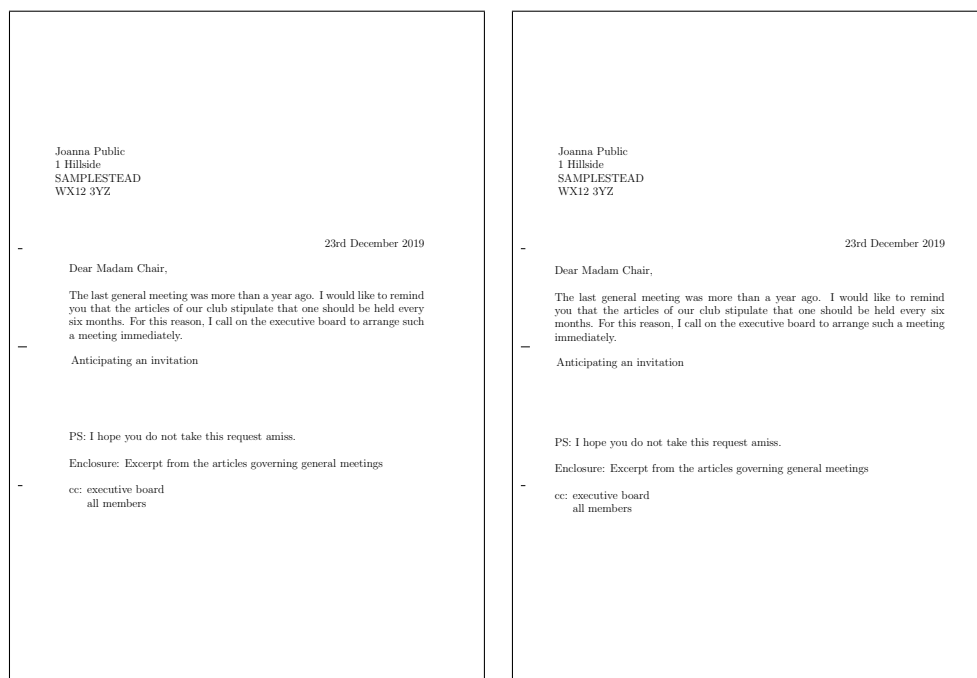 Joanna Public
1 Hillside
SAMPLESTEAD
WX12 3YZ
23rd December 2019
Dear Madam Chair,
The last general meeting was more than a year ago. I would like to remind
you that the articles of our club stipulate that one should be held every
six months. For this reason, I call on the executive board to arrange such
a meeting immediately.
Anticipating an invitation
PS: I hope you do not take this request amiss.
Enclosure: Excerpt from the articles governing general meetings
cc: executive board
all members
Joanna Public
1 Hillside
SAMPLESTEAD
WX12 3YZ
23rd December 2019
Dear Madam Chair,
The last general meeting was more than a year ago. I would like to remind
you that the articles of our club stipulate that one should be held every six
months. For this reason, I call on the executive board to arrange such a meeting
immediately.
Anticipating an invitation
PS: I hope you do not take this request amiss.
Enclosure: Excerpt from the articles governing general meetings
cc: executive board
all members